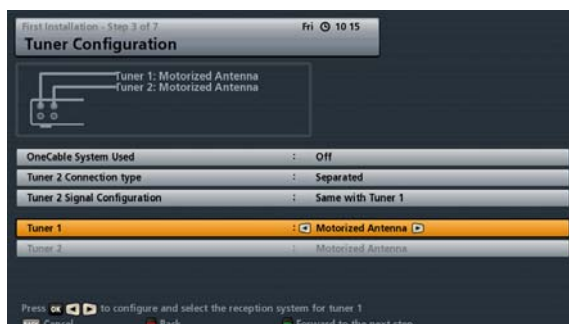 First Installation - Step 3 of 7 Fri 10 15
Tuner Configuration
Tuner 1: Motorized Antenna
Tuner 2: Motorized Antenna
OneCable System Used : Off
Tuner 2 Connection type : Separated
Tuner 2 Signal Configuration : Same with Tuner 1
Tuner 1 : Motorized Antenna
Tuner 2 : Motorized Antenna
Press OK to configure and select the reception system for tuner 1
Cancel Back Forward to the next step